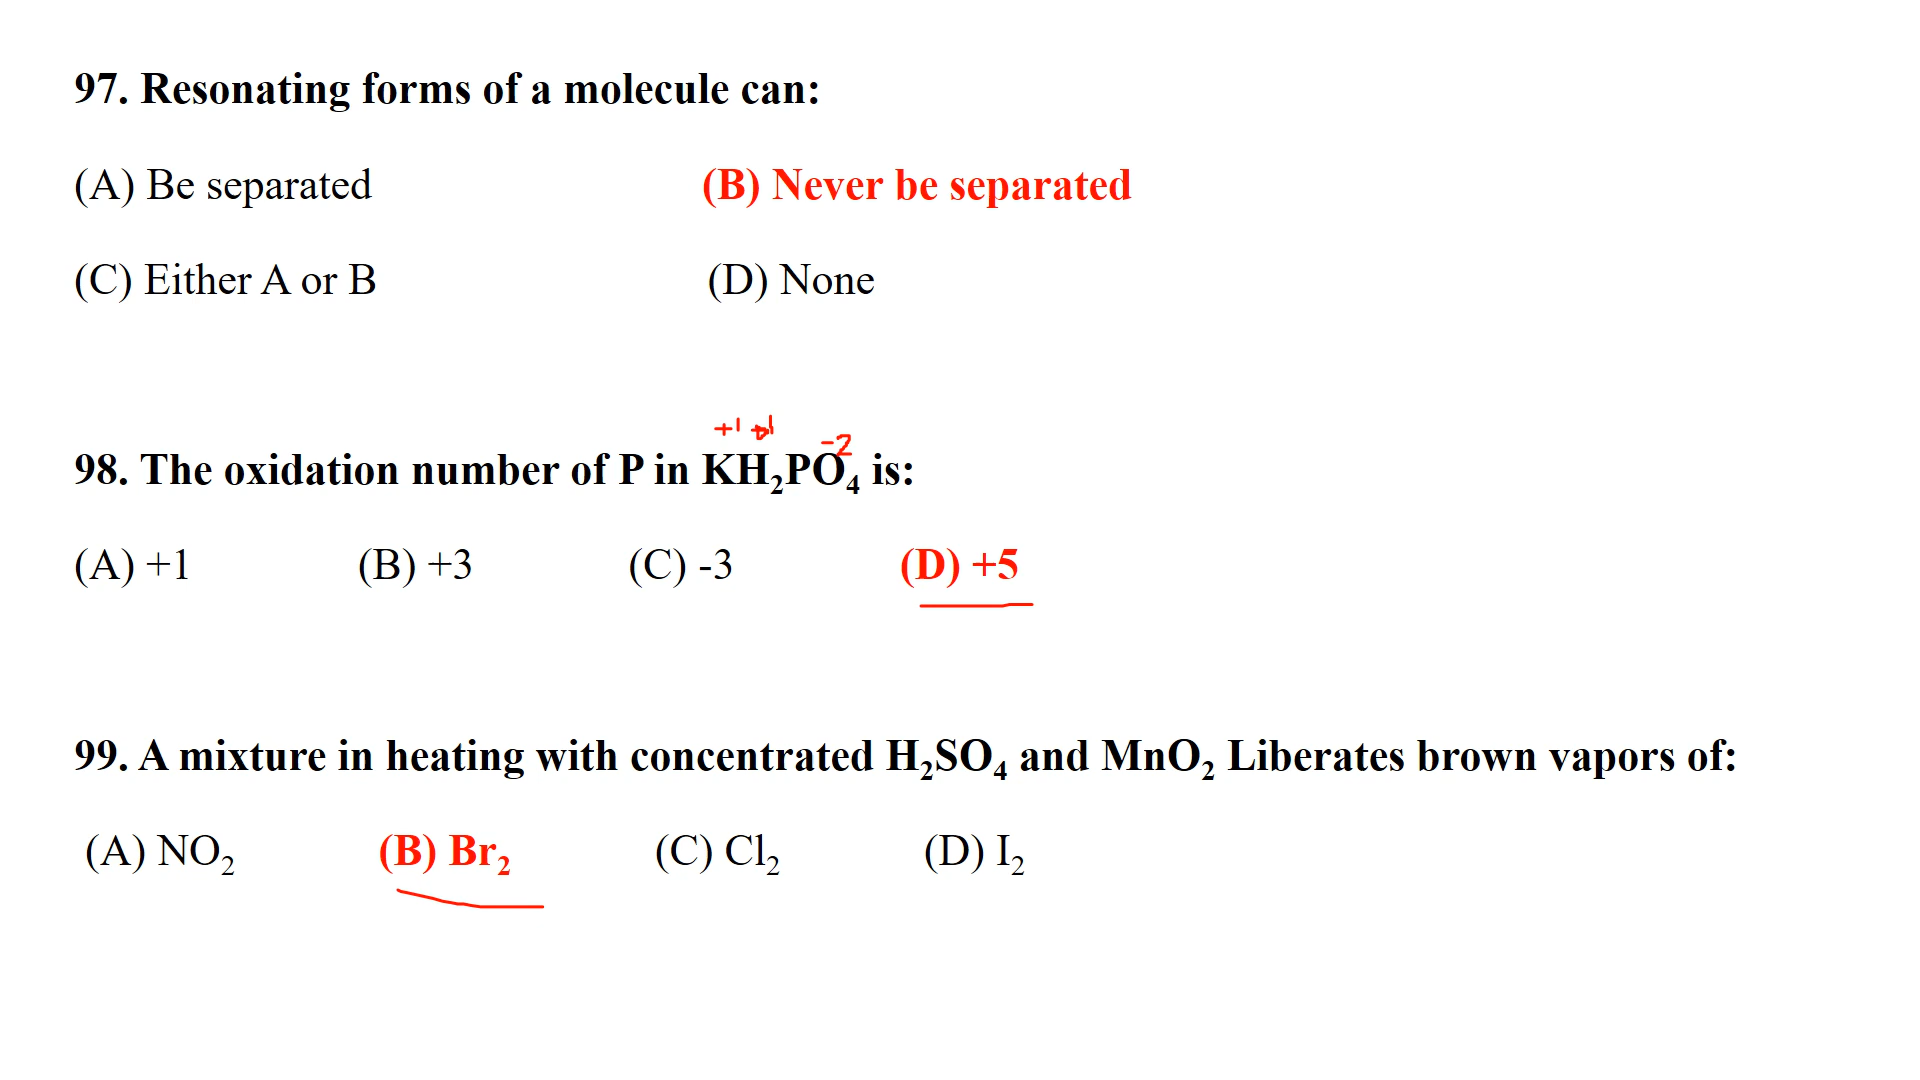 97. Resonating forms of a molecule can:
(A) Be separated (B) Never be separated
(C) Either A or B (D) None
+1 +1 -2
98. The oxidation number of P in KH₂PO₄ is:
(A) +1 (B) +3 (C) -3 (D) +5
99. A mixture in heating with concentrated H₂SO₄ and MnO₂ Liberates brown vapors of:
(A) NO₂ (B) Br₂ (C) Cl₂ (D) I₂